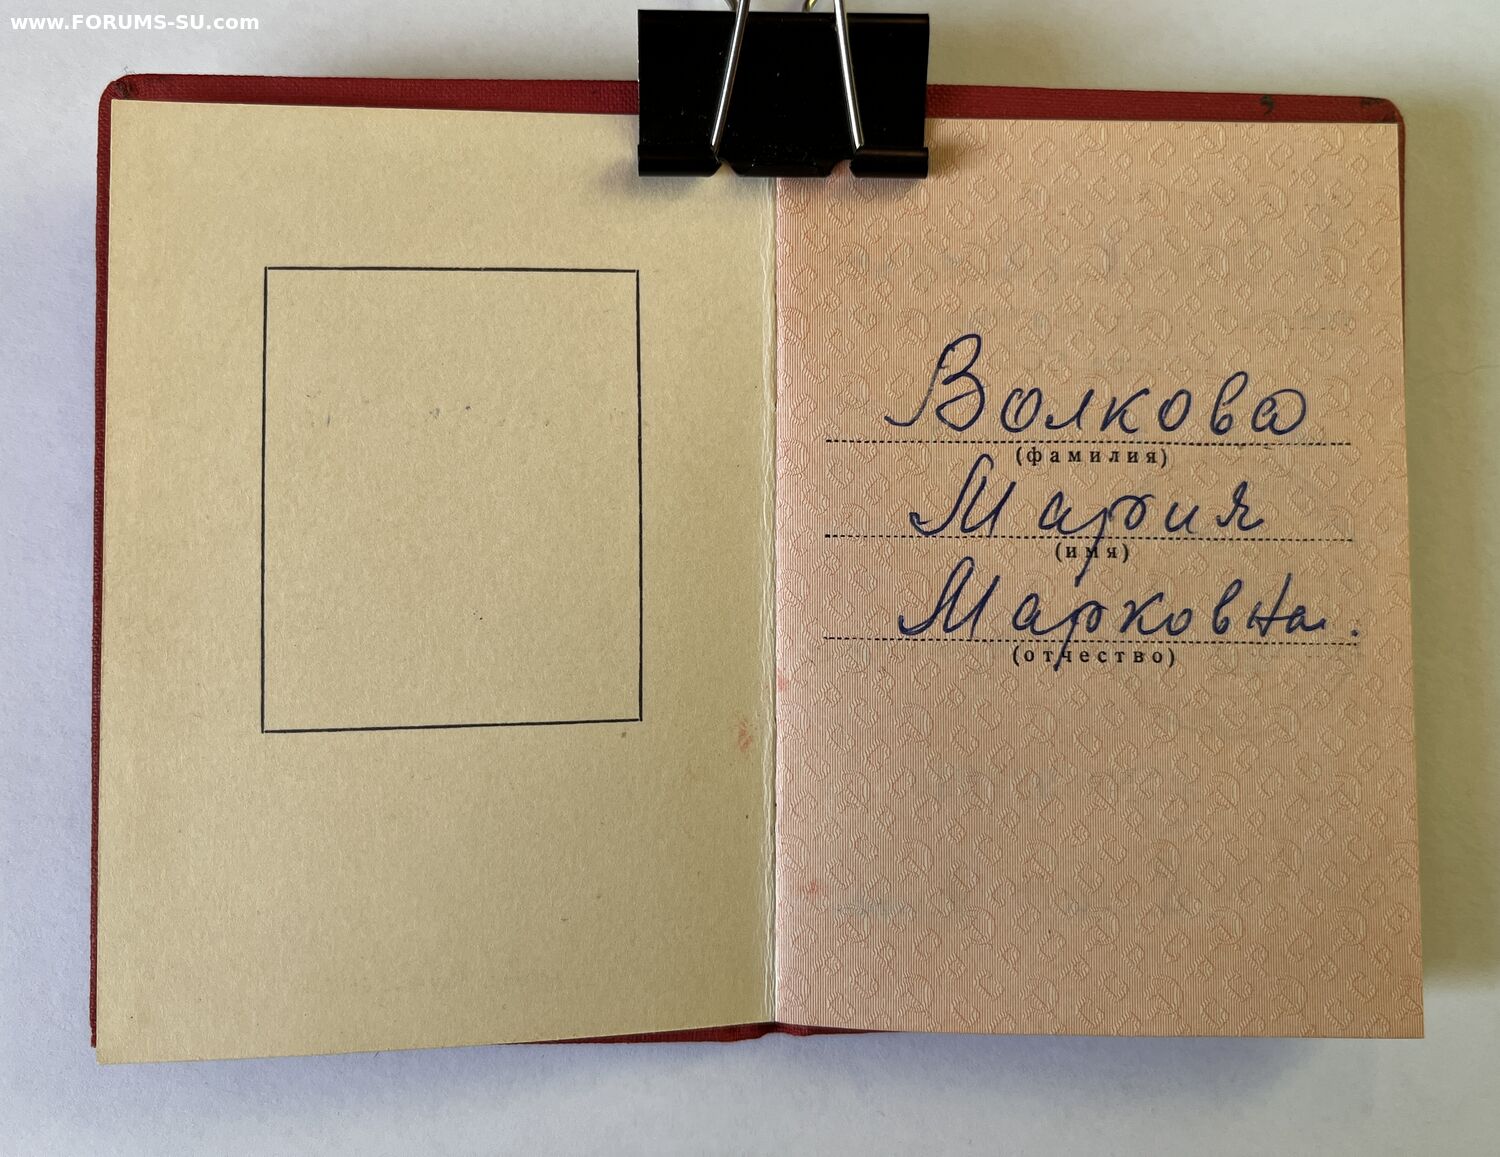 www.FORUMS-SU.com
Волкова
(фамилия)
Мария
(имя)
Марковна.
(отчество)